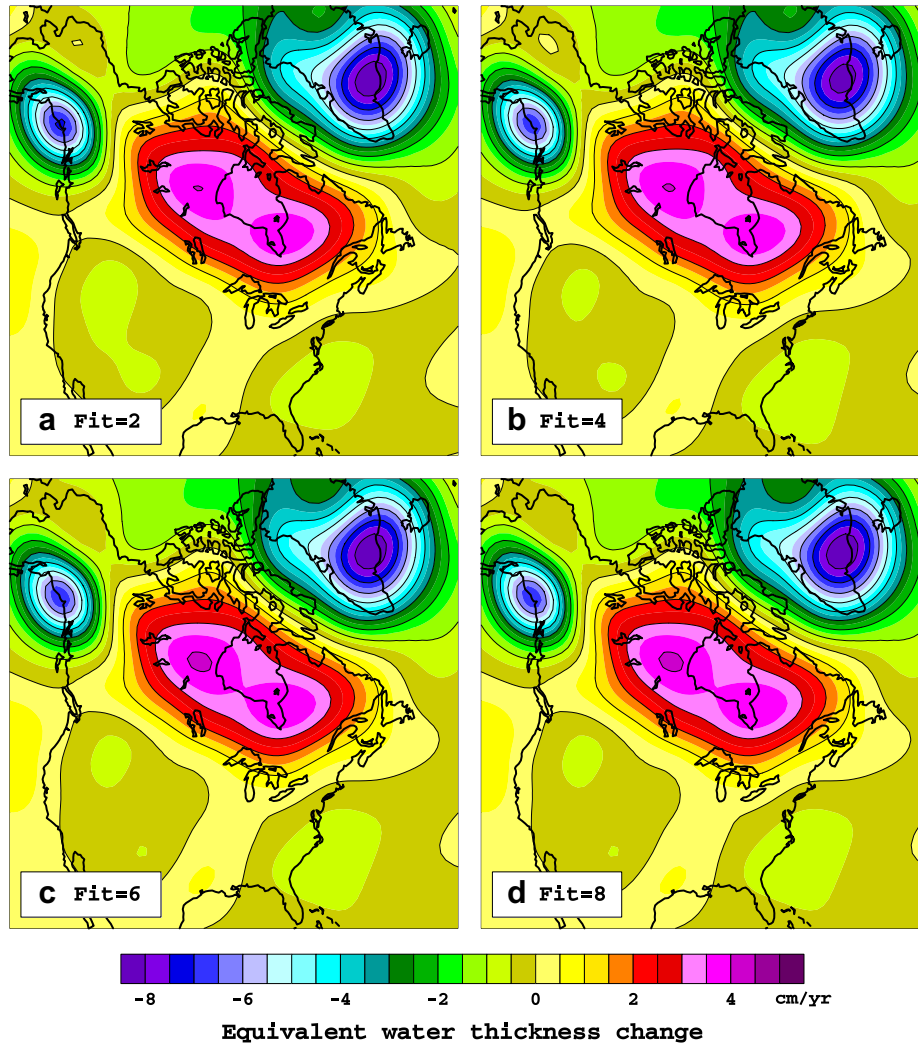 a Fit=2
b Fit=4
c Fit=6
d Fit=8
-8 -6 -4 -2 0 2 4 cm/yr
Equivalent water thickness change